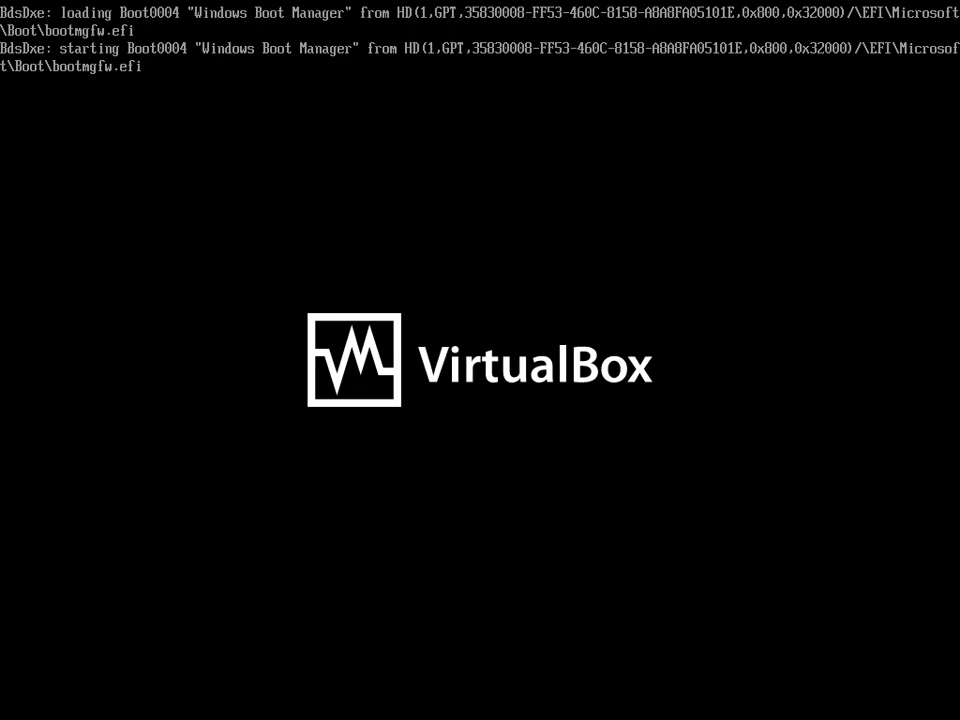 BdsDxe: loading Boot0004 "Windows Boot Manager" from HD(1,GPT,35830008-FF53-460C-8158-A8A8FA05101E,0x800,0x32000)/\EFI\Microsoft
\Boot\bootmgfw.efi
BdsDxe: starting Boot0004 "Windows Boot Manager" from HD(1,GPT,35830008-FF53-460C-8158-A8A8FA05101E,0x800,0x32000)/\EFI\Microsof
t\Boot\bootmgfw.efi
VirtualBox